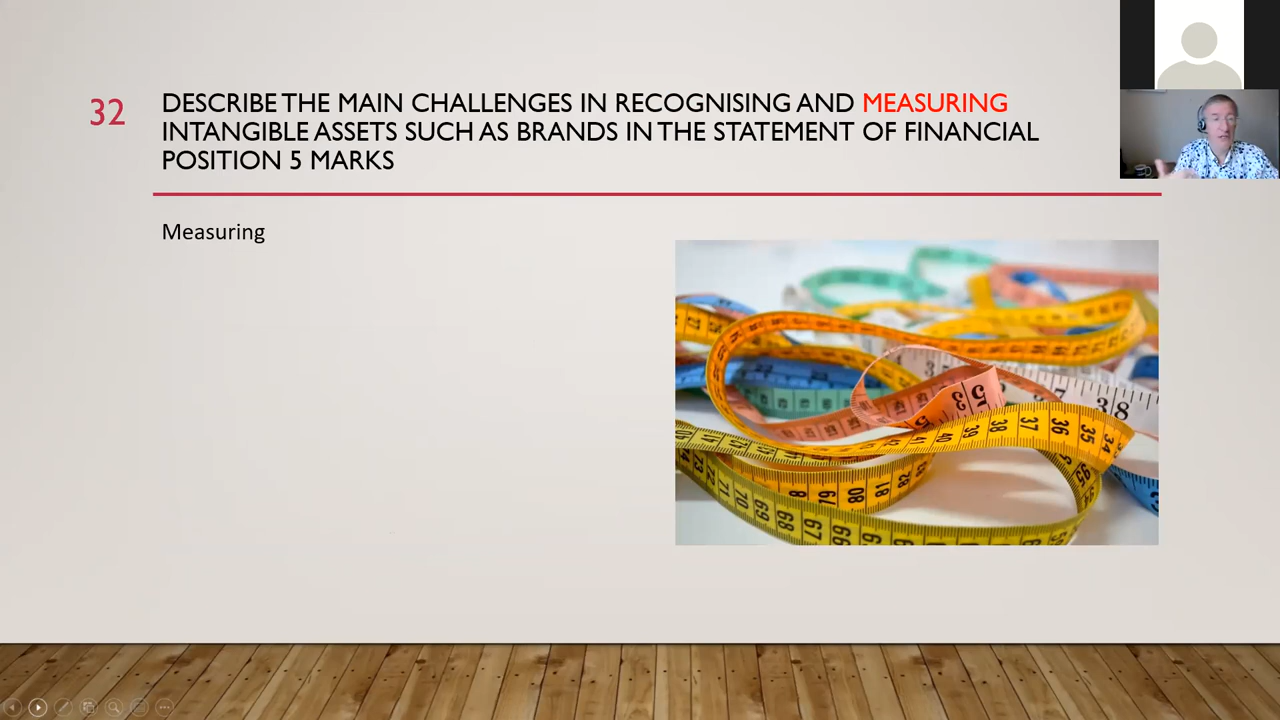 32
DESCRIBE THE MAIN CHALLENGES IN RECOGNISING AND MEASURING
INTANGIBLE ASSETS SUCH AS BRANDS IN THE STATEMENT OF FINANCIAL
POSITION 5 MARKS
Measuring